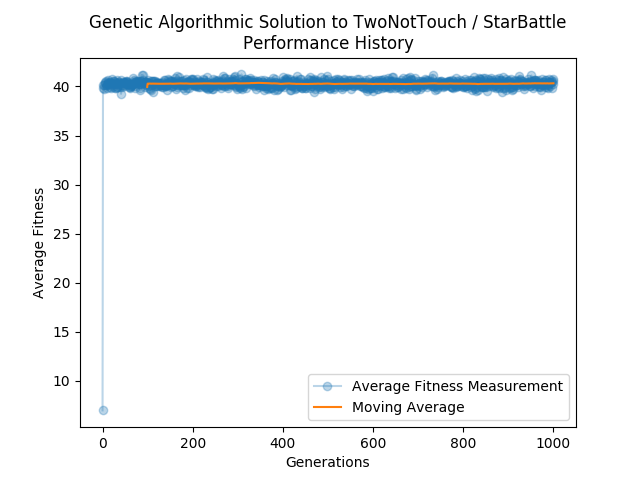 Genetic Algorithmic Solution to TwoNotTouch / StarBattle
Performance History
Average Fitness
40
35
30
25
20
15
10
0 200 400 600 800 1000
Generations
Average Fitness Measurement
Moving Average